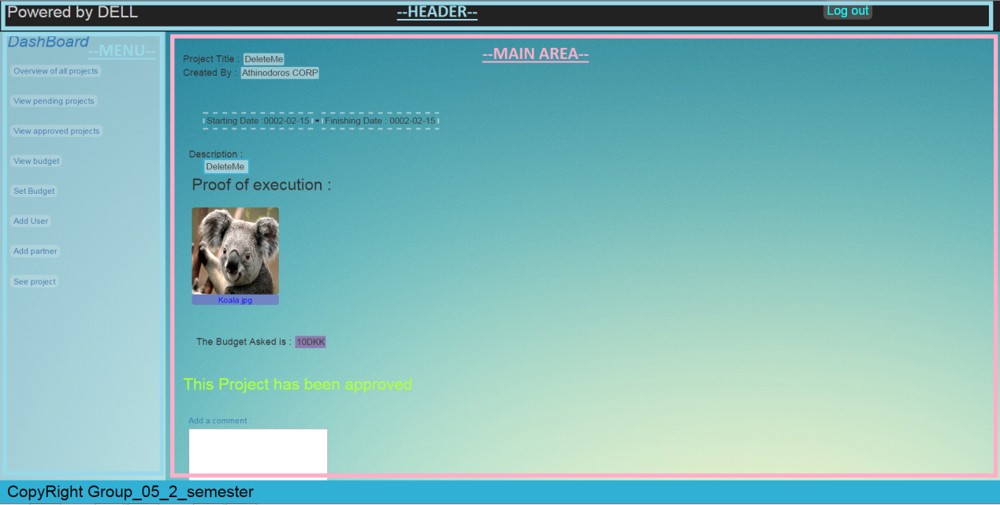 Powered by DELL
--HEADER--
Log out
DashBoard
--MENU--
Overview of all projects
View pending projects
View approved projects
View budget
Set Budget
Add User
Add partner
See project
--MAIN AREA--
Project Title : DeleteMe
Created By : Athinodoros CORP
Starting Date :0002-02-15 - Finishing Date : 0002-02-15
Description :
DeleteMe
Proof of execution :
Koala.jpg
The Budget Asked is : 10DKK
This Project has been approved
Add a comment :
CopyRight Group_05_2_semester